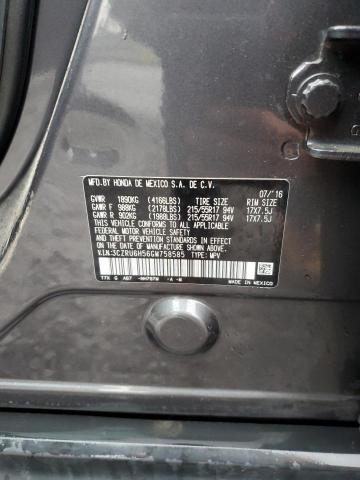 MFD.BY HONDA DE MEXICO S.A. DE C.V. 07/'16
GVWR 1890KG (4166LBS) TIRE SIZE RIM SIZE
GAWR F 988KG (2178LBS) 215/55R17 94V 17X7.5J
GAWR R 902KG (1988LBS) 215/55R17 94V 17X7.5J
THIS VEHICLE CONFORMS TO ALL APPLICABLE
FEDERAL MOTOR VEHICLE SAFETY AND THEFT
PREVENTION STANDARDS IN EFFECT ON THE DATE
OF MANUFACTURE SHOWN ABOVE.
V.I.N:3CZRU6H56GM758585 TYPE: MPV
T7X G A07 -A -B
MADE IN MEXICO